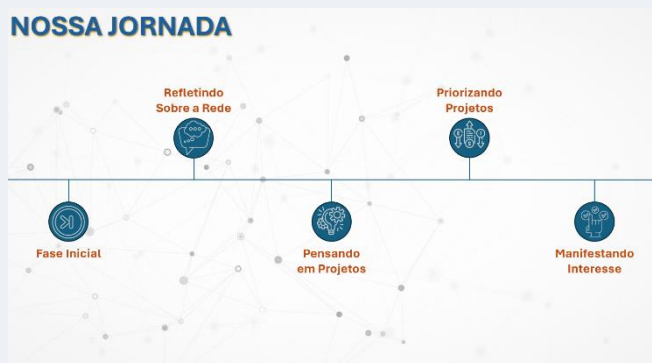 NOSSA JORNADA
Fase Inicial
Refletindo
Sobre a Rede
Pensando
em Projetos
Priorizando
Projetos
Manifestando
Interesse